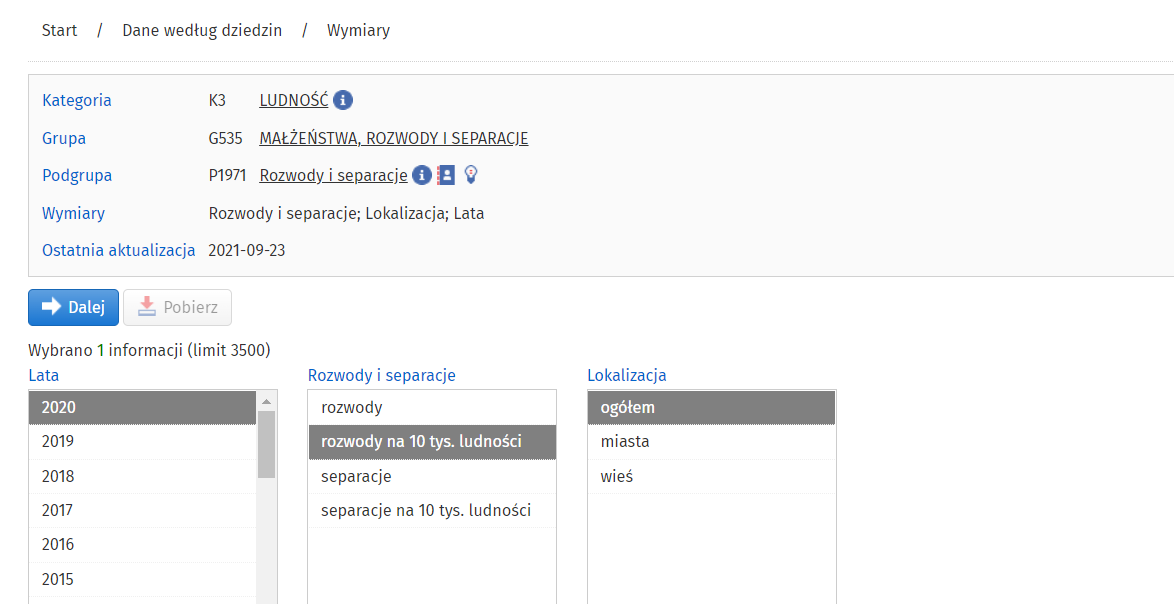 Start / Dane według dziedzin / Wymiary
Kategoria K3 LUDNOŚĆ
Grupa G535 MAŁŻEŃSTWA, ROZWODY I SEPARACJE
Podgrupa P1971 Rozwody i separacje
Wymiary Rozwody i separacje; Lokalizacja; Lata
Ostatnia aktualizacja 2021-09-23
Dalej Pobierz
Wybrano 1 informacji (limit 3500)
Lata
2020
2019
2018
2017
2016
2015
Rozwody i separacje
rozwody
rozwody na 10 tys. ludności
separacje
separacje na 10 tys. ludności
Lokalizacja
ogółem
miasta
wieś